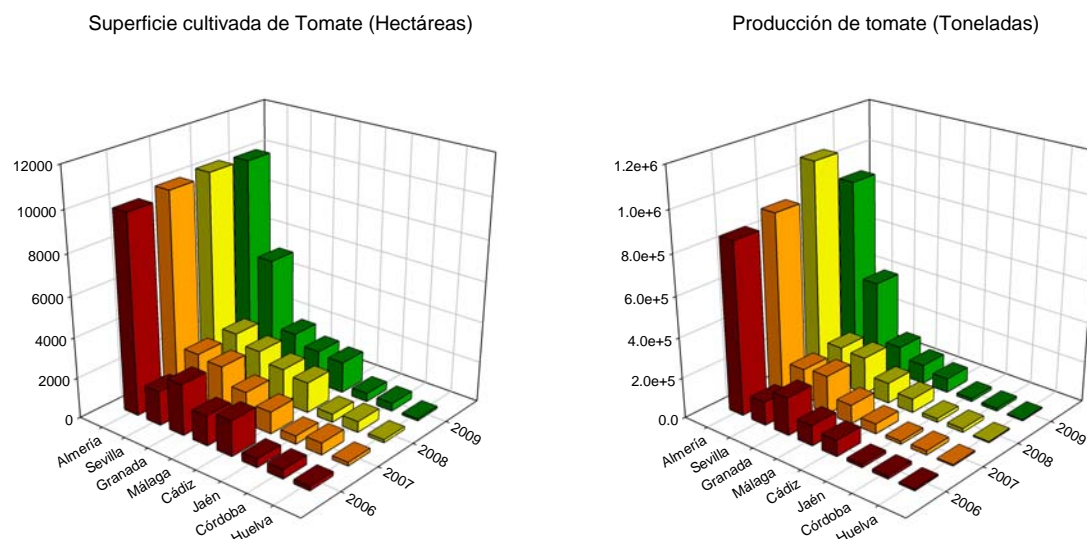 Superficie cultivada de Tomate (Hectáreas)
12000
10000
8000
6000
4000
2000
0
Almería
Sevilla
Granada
Málaga
Cádiz
Jaén
Córdoba
Huelva
2006
2007
2008
2009
Producción de tomate (Toneladas)
1.2e+6
1.0e+6
8.0e+5
6.0e+5
4.0e+5
2.0e+5
0.0
Almería
Sevilla
Granada
Málaga
Cádiz
Jaén
Córdoba
Huelva
2006
2007
2008
2009